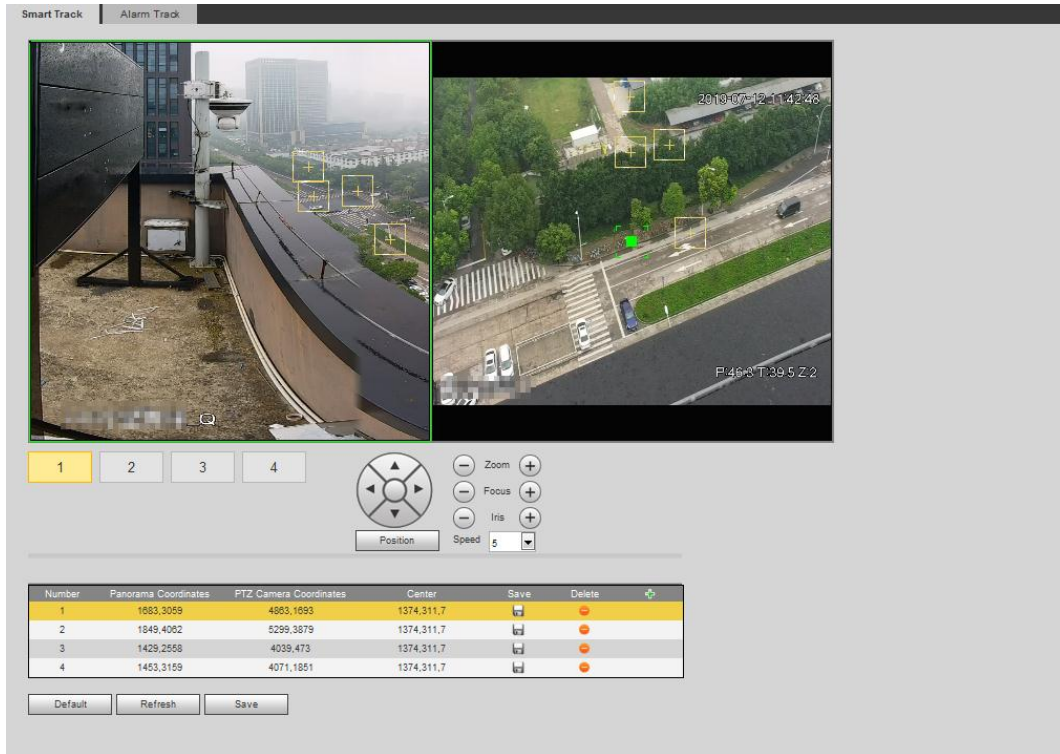 Smart Track Alarm Track
2019-07-12 11:42:48
P:46.8 T:39.5 Z:2
1 2 3 4
Zoom
Focus
Iris
Position Speed 5
Number Panorama Coordinates PTZ Camera Coordinates Center Save Delete
1 1683,3059 4863,1693 1374,311,7
2 1849,4062 5299,3879 1374,311,7
3 1429,2558 4039,473 1374,311,7
4 1453,3159 4071,1851 1374,311,7
Default Refresh Save